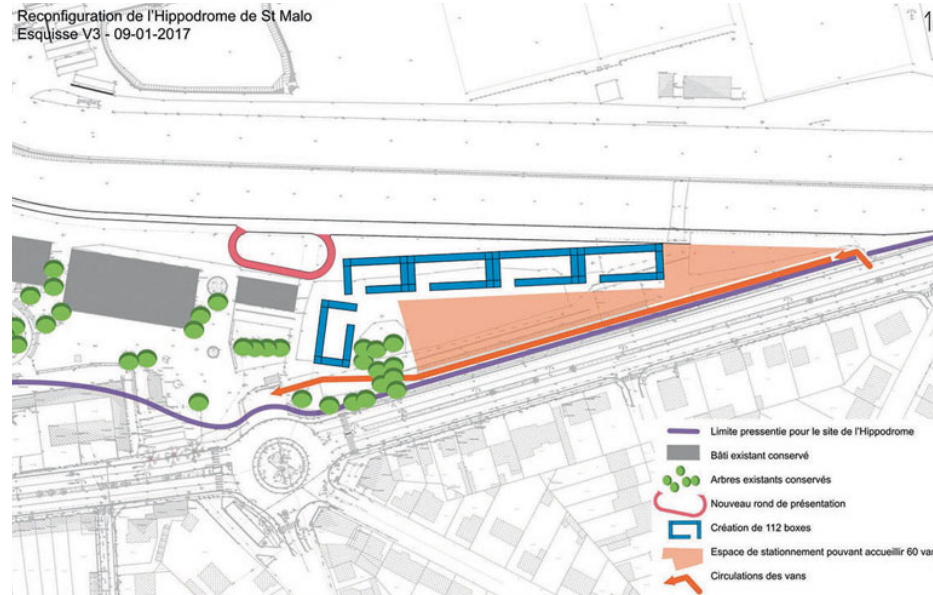 Reconfiguration de l'Hippodrome de St Malo
Esquisse V3 - 09-01-2017
1
Limite pressentie pour le site de l'Hippodrome
Bâti existant conservé
Arbres existants conservés
Nouveau rond de présentation
Création de 112 boxes
Espace de stationnement pouvant accueillir 60 va
Circulations des vans